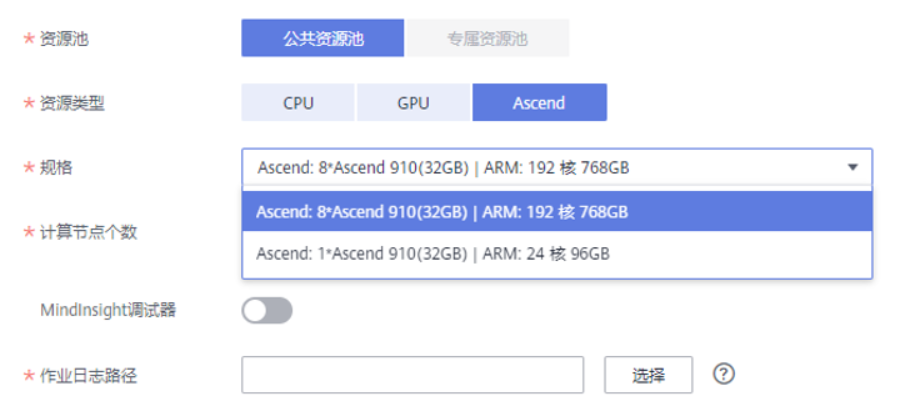 * 资源池 公共资源池 专属资源池
* 资源类型 CPU GPU Ascend
* 规格 Ascend: 8*Ascend 910(32GB) | ARM: 192 核 768GB
Ascend: 8*Ascend 910(32GB) | ARM: 192 核 768GB
* 计算节点个数
Ascend: 1*Ascend 910(32GB) | ARM: 24 核 96GB
MindInsight调试器
* 作业日志路径 选择 ?